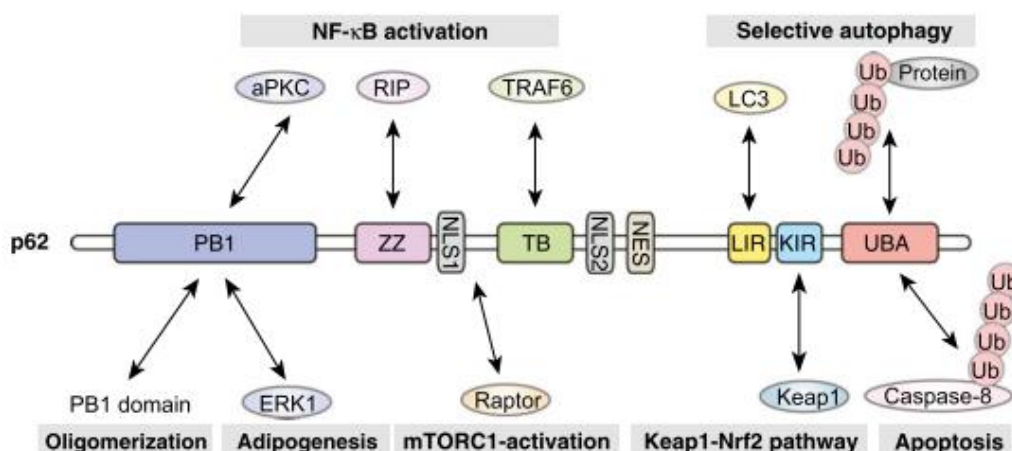 NF-κB activation
Selective autophagy
aPKC
RIP
TRAF6
LC3
Ub
Protein
Ub
Ub
Ub
p62
PB1
ZZ
NLS1
TB
NLS2
NES
LIR
KIR
UBA
Ub
Ub
Ub
Ub
PB1 domain
ERK1
Raptor
Keap1
Caspase-8
Oligomerization
Adipogenesis
mTORC1-activation
Keap1-Nrf2 pathway
Apoptosis